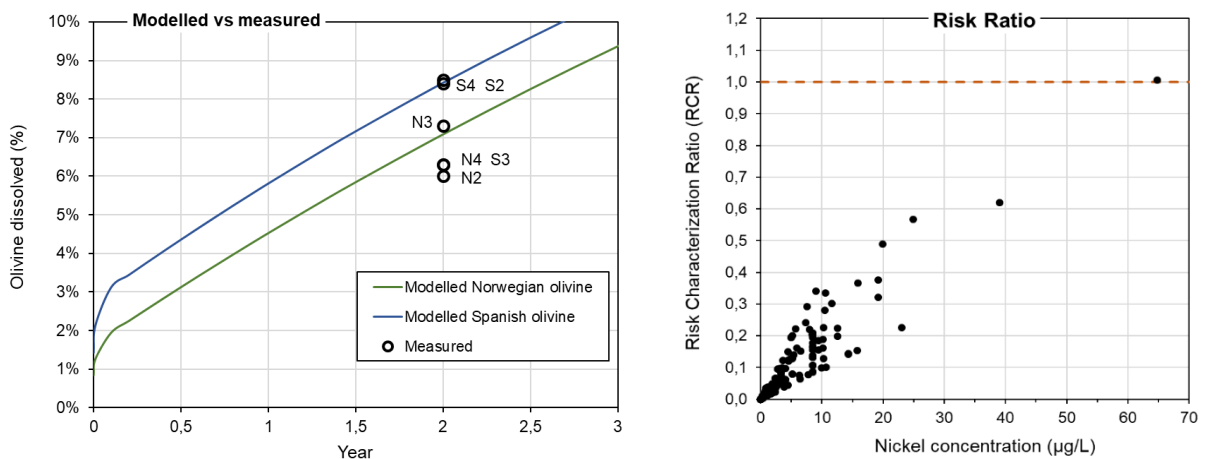 Modelled vs measured
10%
9%
8%
7%
6%
5%
4%
3%
2%
1%
0%
Olivine dissolved (%)
S4 S2
N3
N4 S3
N2
Modelled Norwegian olivine
Modelled Spanish olivine
Measured
0 0,5 1 1,5 2 2,5 3
Year
Risk Ratio
1,2
1,1
1,0
0,9
0,8
0,7
0,6
0,5
0,4
0,3
0,2
0,1
0,0
Risk Characterization Ratio (RCR)
0 10 20 30 40 50 60 70
Nickel concentration (µg/L)